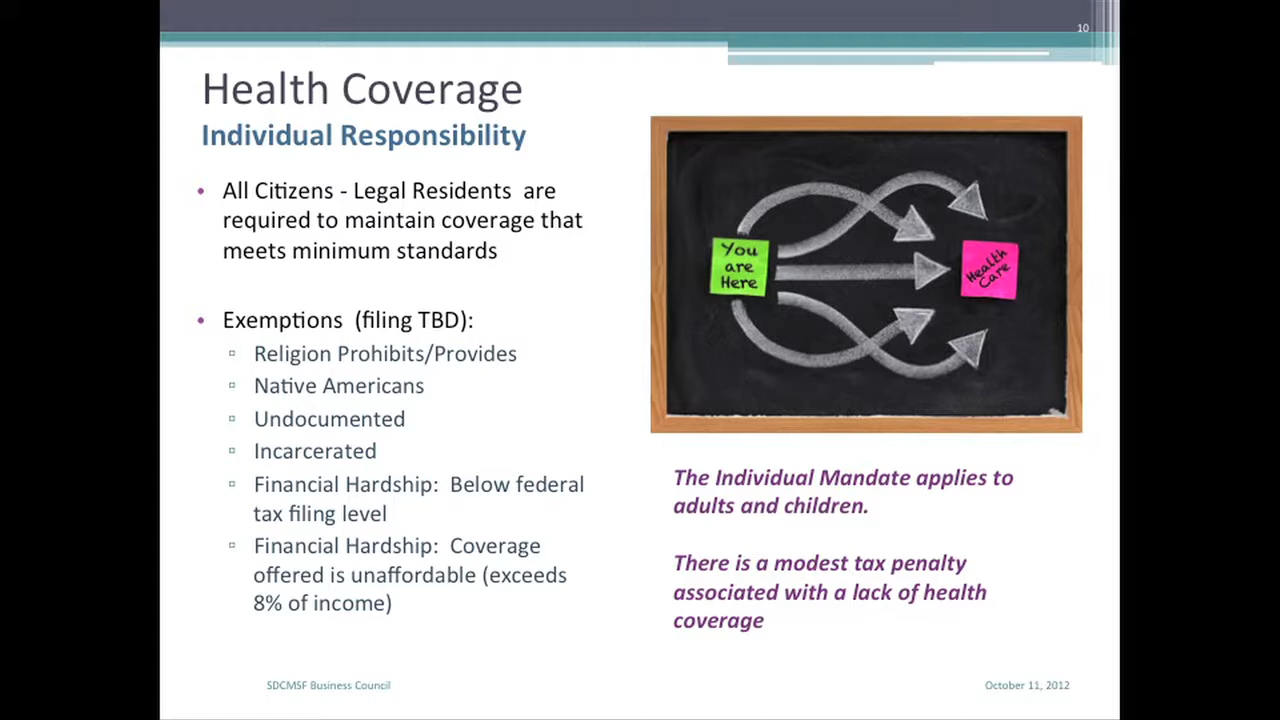 10
Health Coverage
Individual Responsibility
• All Citizens - Legal Residents are
required to maintain coverage that
meets minimum standards
• Exemptions (filing TBD):
▫ Religion Prohibits/Provides
▫ Native Americans
▫ Undocumented
▫ Incarcerated
▫ Financial Hardship: Below federal
tax filing level
▫ Financial Hardship: Coverage
offered is unaffordable (exceeds
8% of income)
You
are
Here
Health
Care
The Individual Mandate applies to
adults and children.
There is a modest tax penalty
associated with a lack of health
coverage
SDCMSF Business Council
October 11, 2012